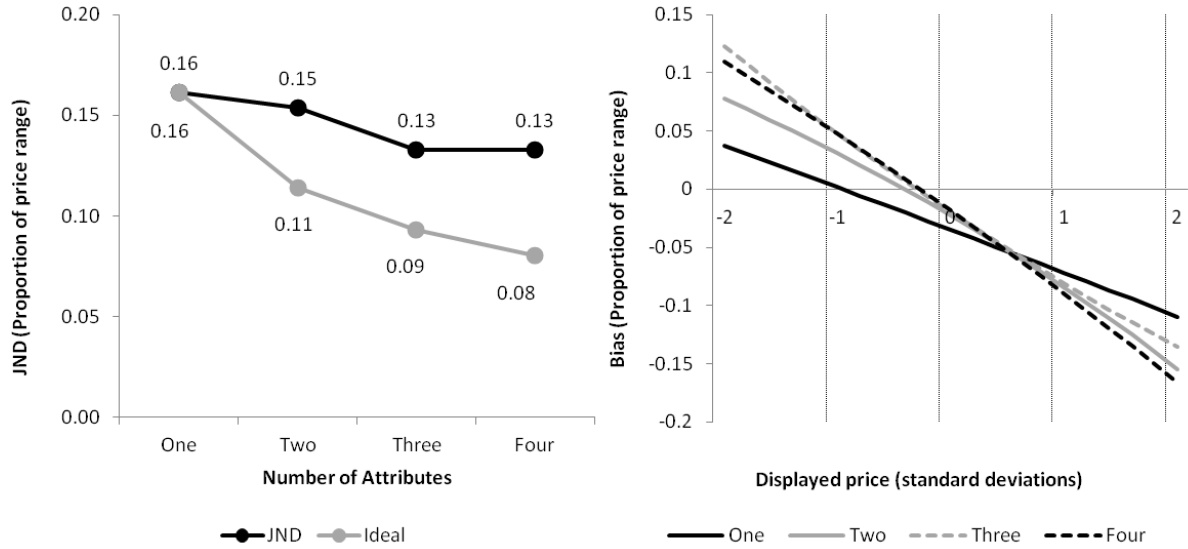 0.20
0.15
0.10
0.05
0.00
JND (Proportion of price range)
0.16
0.15
0.13
0.13
0.16
0.11
0.09
0.08
One Two Three Four
Number of Attributes
JND Ideal
0.15
0.1
0.05
0
-0.05
-0.1
-0.15
-0.2
Bias (Proportion of price range)
-2 -1 0 1 2
Displayed price (standard deviations)
One Two Three Four